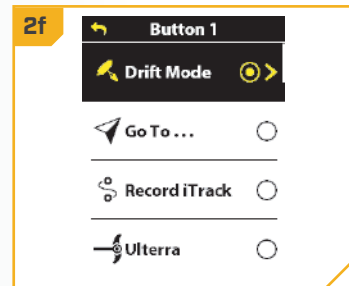 2f
Button 1
Drift Mode
Go To ...
Record iTrack
Ulterra